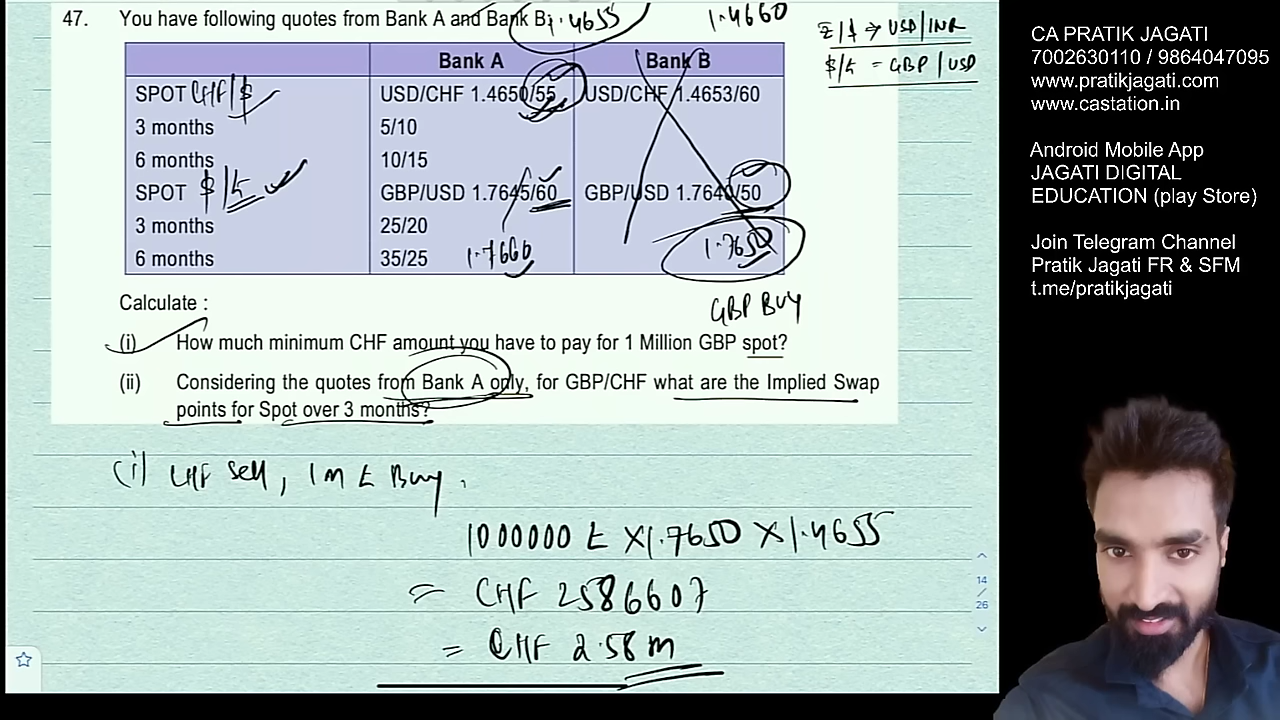 47. You have following quotes from Bank A and Bank B:
1.4655
1.4660
₹/$ → USD/INR
$/£ = GBP/USD
Bank A Bank B
SPOT CHF/$ USD/CHF 1.4650/55 USD/CHF 1.4653/60
3 months 5/10
6 months 10/15
SPOT $/£ GBP/USD 1.7645/60 GBP/USD 1.7640/50
3 months 25/20
6 months 35/25 1.7660 1.7650
GBP BUY
Calculate :
(i) How much minimum CHF amount you have to pay for 1 Million GBP spot?
(ii) Considering the quotes from Bank A only, for GBP/CHF what are the Implied Swap
points for Spot over 3 months?
(i) CHF sell, 1m £ Buy.
1000000 £ X 1.7650 X 1.4655
= CHF 2586607
= CHF 2.58 m
14
/
26
CA PRATIK JAGATI
7002630110 / 9864047095
www.pratikjagati.com
www.castation.in
Android Mobile App
JAGATI DIGITAL
EDUCATION (play Store)
Join Telegram Channel
Pratik Jagati FR & SFM
t.me/pratikjagati